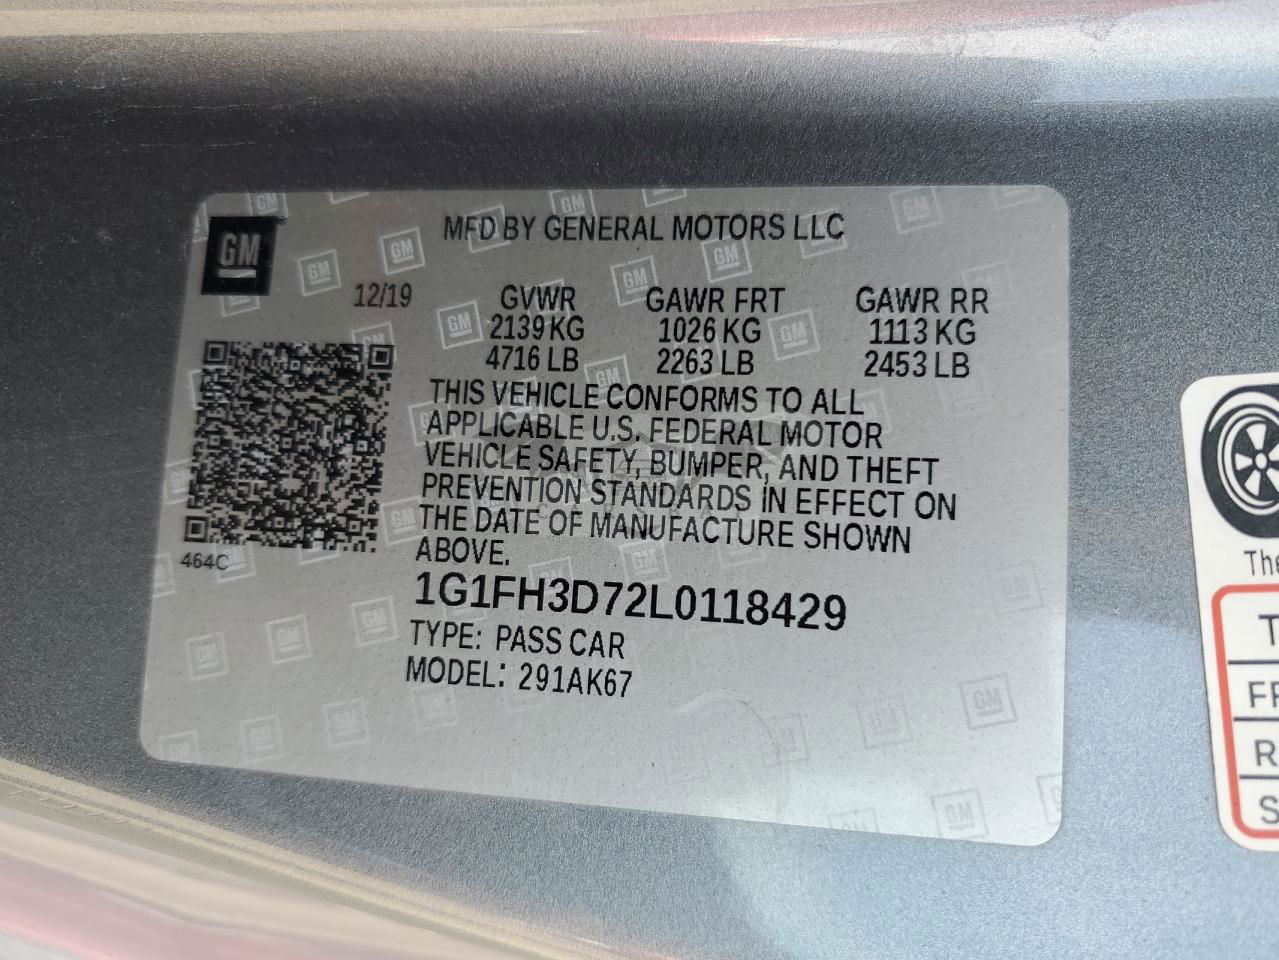 GM
MFD BY GENERAL MOTORS LLC
12/19
GVWR GAWR FRT GAWR RR
2139 KG 1026 KG 1113 KG
4716 LB 2263 LB 2453 LB
THIS VEHICLE CONFORMS TO ALL
APPLICABLE U.S. FEDERAL MOTOR
VEHICLE SAFETY, BUMPER, AND THEFT
PREVENTION STANDARDS IN EFFECT ON
THE DATE OF MANUFACTURE SHOWN
ABOVE.
464C
1G1FH3D72L0118429
TYPE: PASS CAR
MODEL: 291AK67